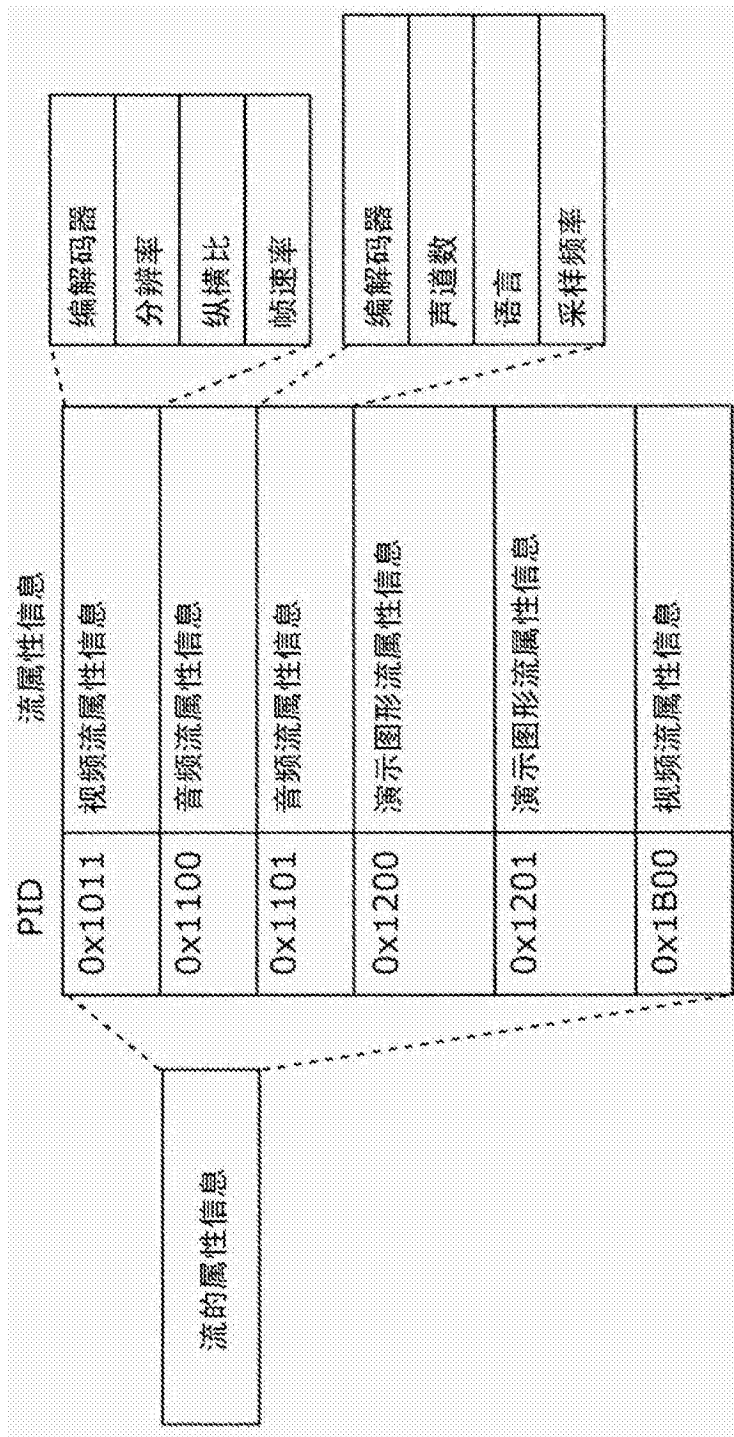 流的属性信息
PID 流属性信息
0x1011 视频流属性信息
0x1100 音频流属性信息
0x1101 音频流属性信息
0x1200 演示图形流属性信息
0x1201 演示图形流属性信息
0x1B00 视频流属性信息
编解码器
分辨率
纵横比
帧速率
编解码器
声道数
语言
采样频率